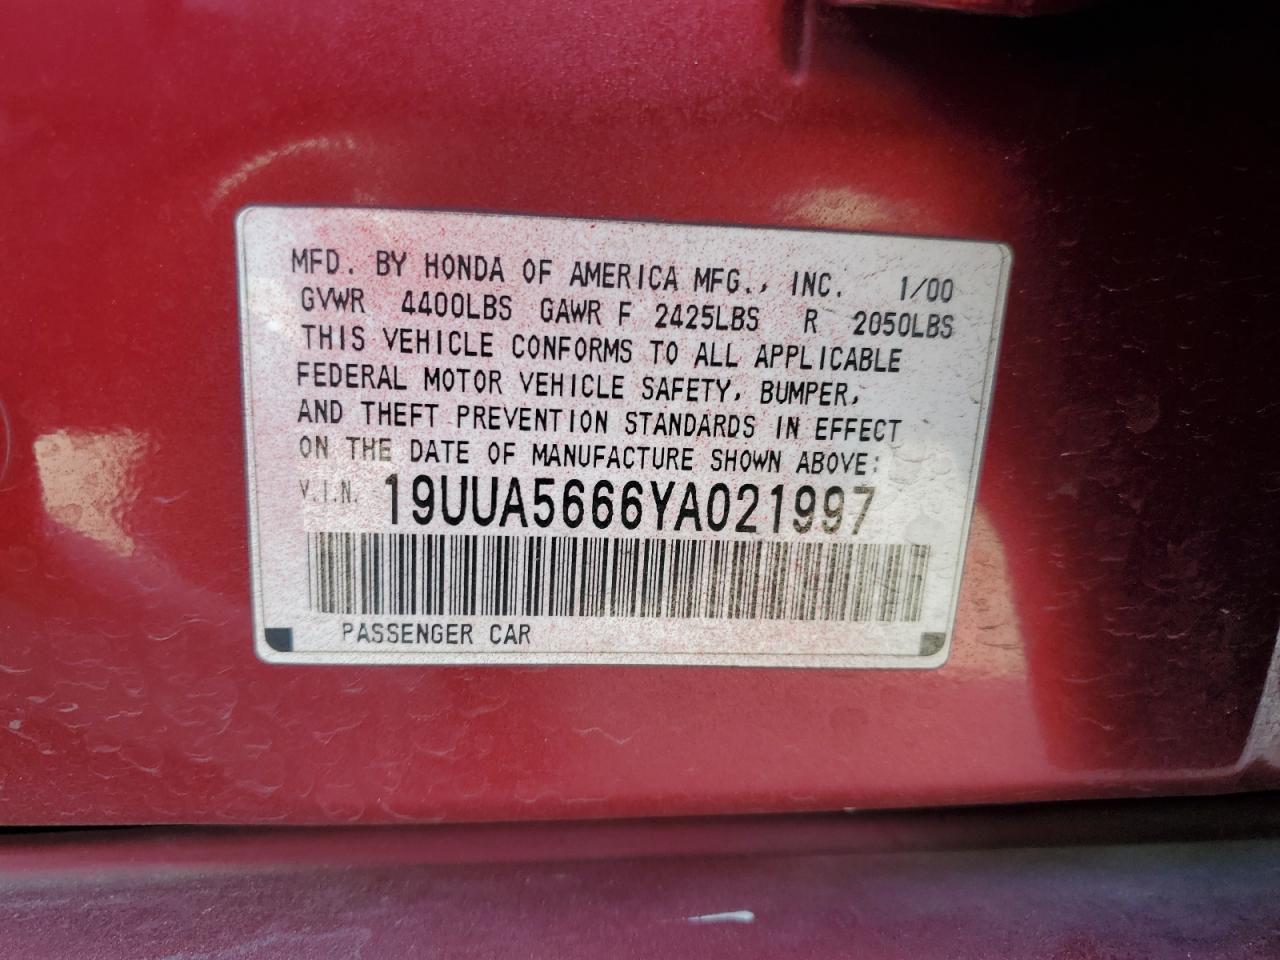 MFD. BY HONDA OF AMERICA MFG., INC. 1/00
GVWR 4400LBS GAWR F 2425LBS R 2050LBS
THIS VEHICLE CONFORMS TO ALL APPLICABLE
FEDERAL MOTOR VEHICLE SAFETY, BUMPER,
AND THEFT PREVENTION STANDARDS IN EFFECT
ON THE DATE OF MANUFACTURE SHOWN ABOVE:
V.I.N. 19UUA5666YA021997
PASSENGER CAR